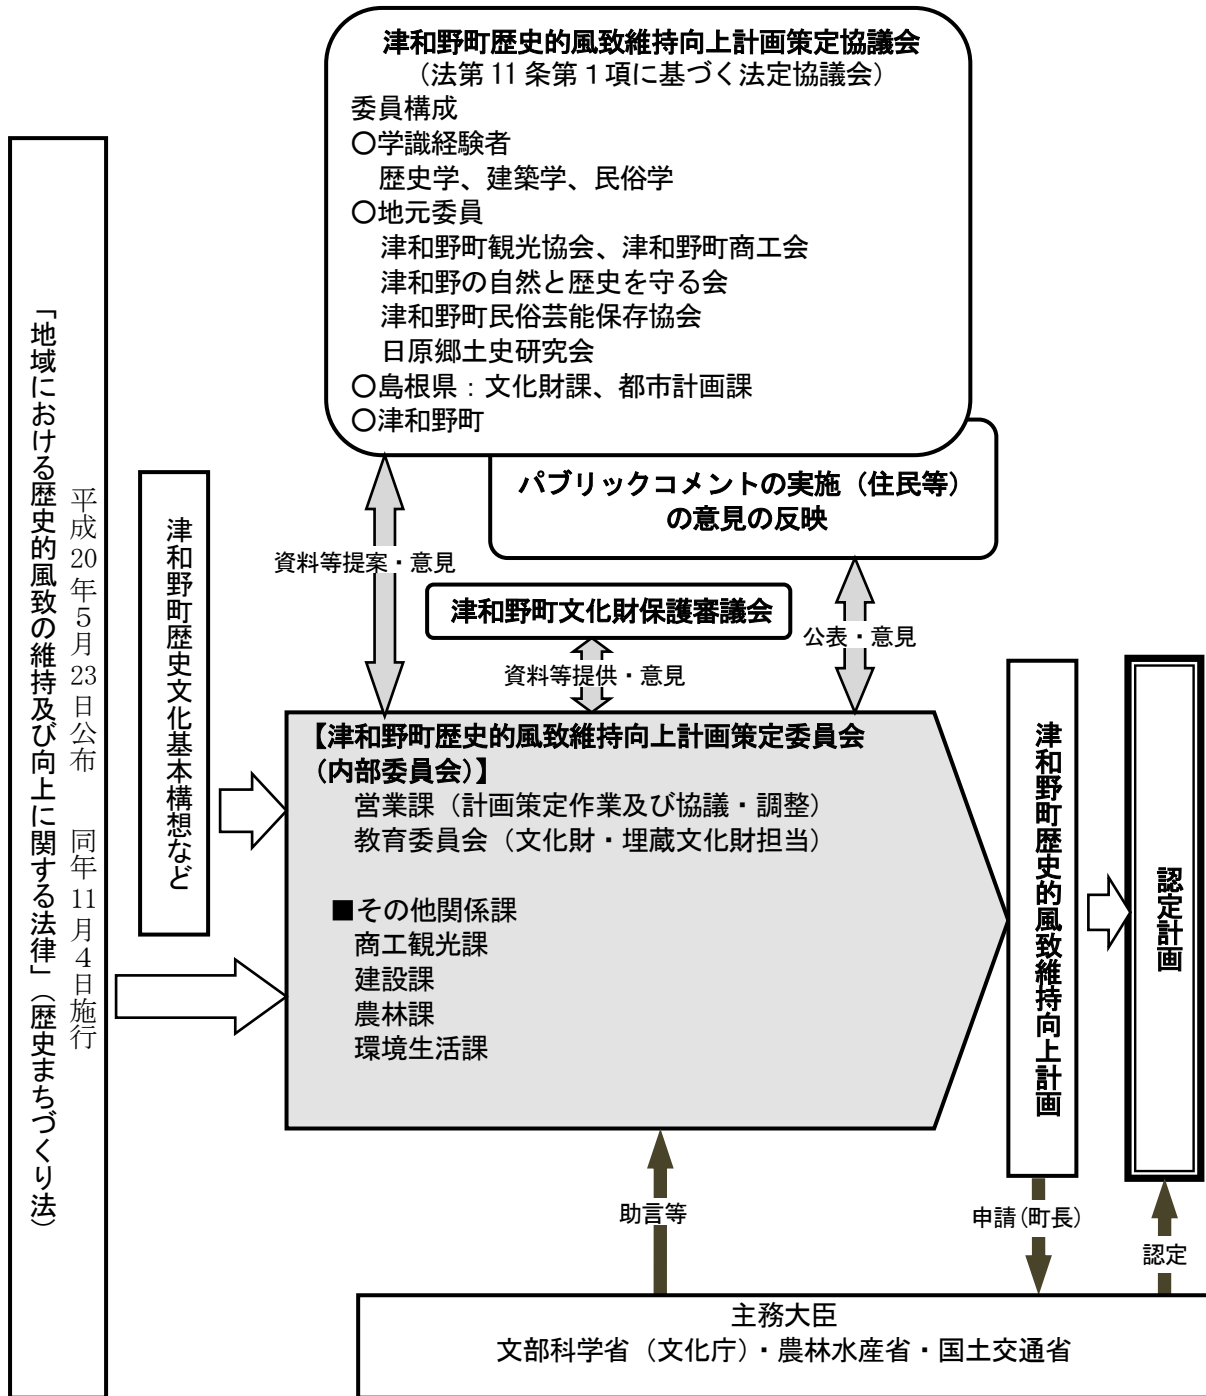 津和野町歴史的風致維持向上計画策定協議会
（法第 11 条第１項に基づく法定協議会）
委員構成
○学識経験者
歴史学、建築学、民俗学
○地元委員
津和野町観光協会、津和野町商工会
津和野の自然と歴史を守る会
津和野町民俗芸能保存協会
日原郷土史研究会
○島根県：文化財課、都市計画課
○津和野町
パブリックコメントの実施（住民等）
の意見の反映
「地域における歴史的風致の維持及び向上に関する法律」（歴史まちづくり法）
平成 20 年５月 23 日公布　同年 11 月４日施行
津和野町歴史文化基本構想など
資料等提案・意見
津和野町文化財保護審議会
資料等提供・意見
公表・意見
【津和野町歴史的風致維持向上計画策定委員会
（内部委員会）】
営業課（計画策定作業及び協議・調整）
教育委員会（文化財・埋蔵文化財担当）
■その他関係課
商工観光課
建設課
農林課
環境生活課
津和野町歴史的風致維持向上計画
認定計画
助言等
申請（町長）
認定
主務大臣
文部科学省（文化庁）・農林水産省・国土交通省